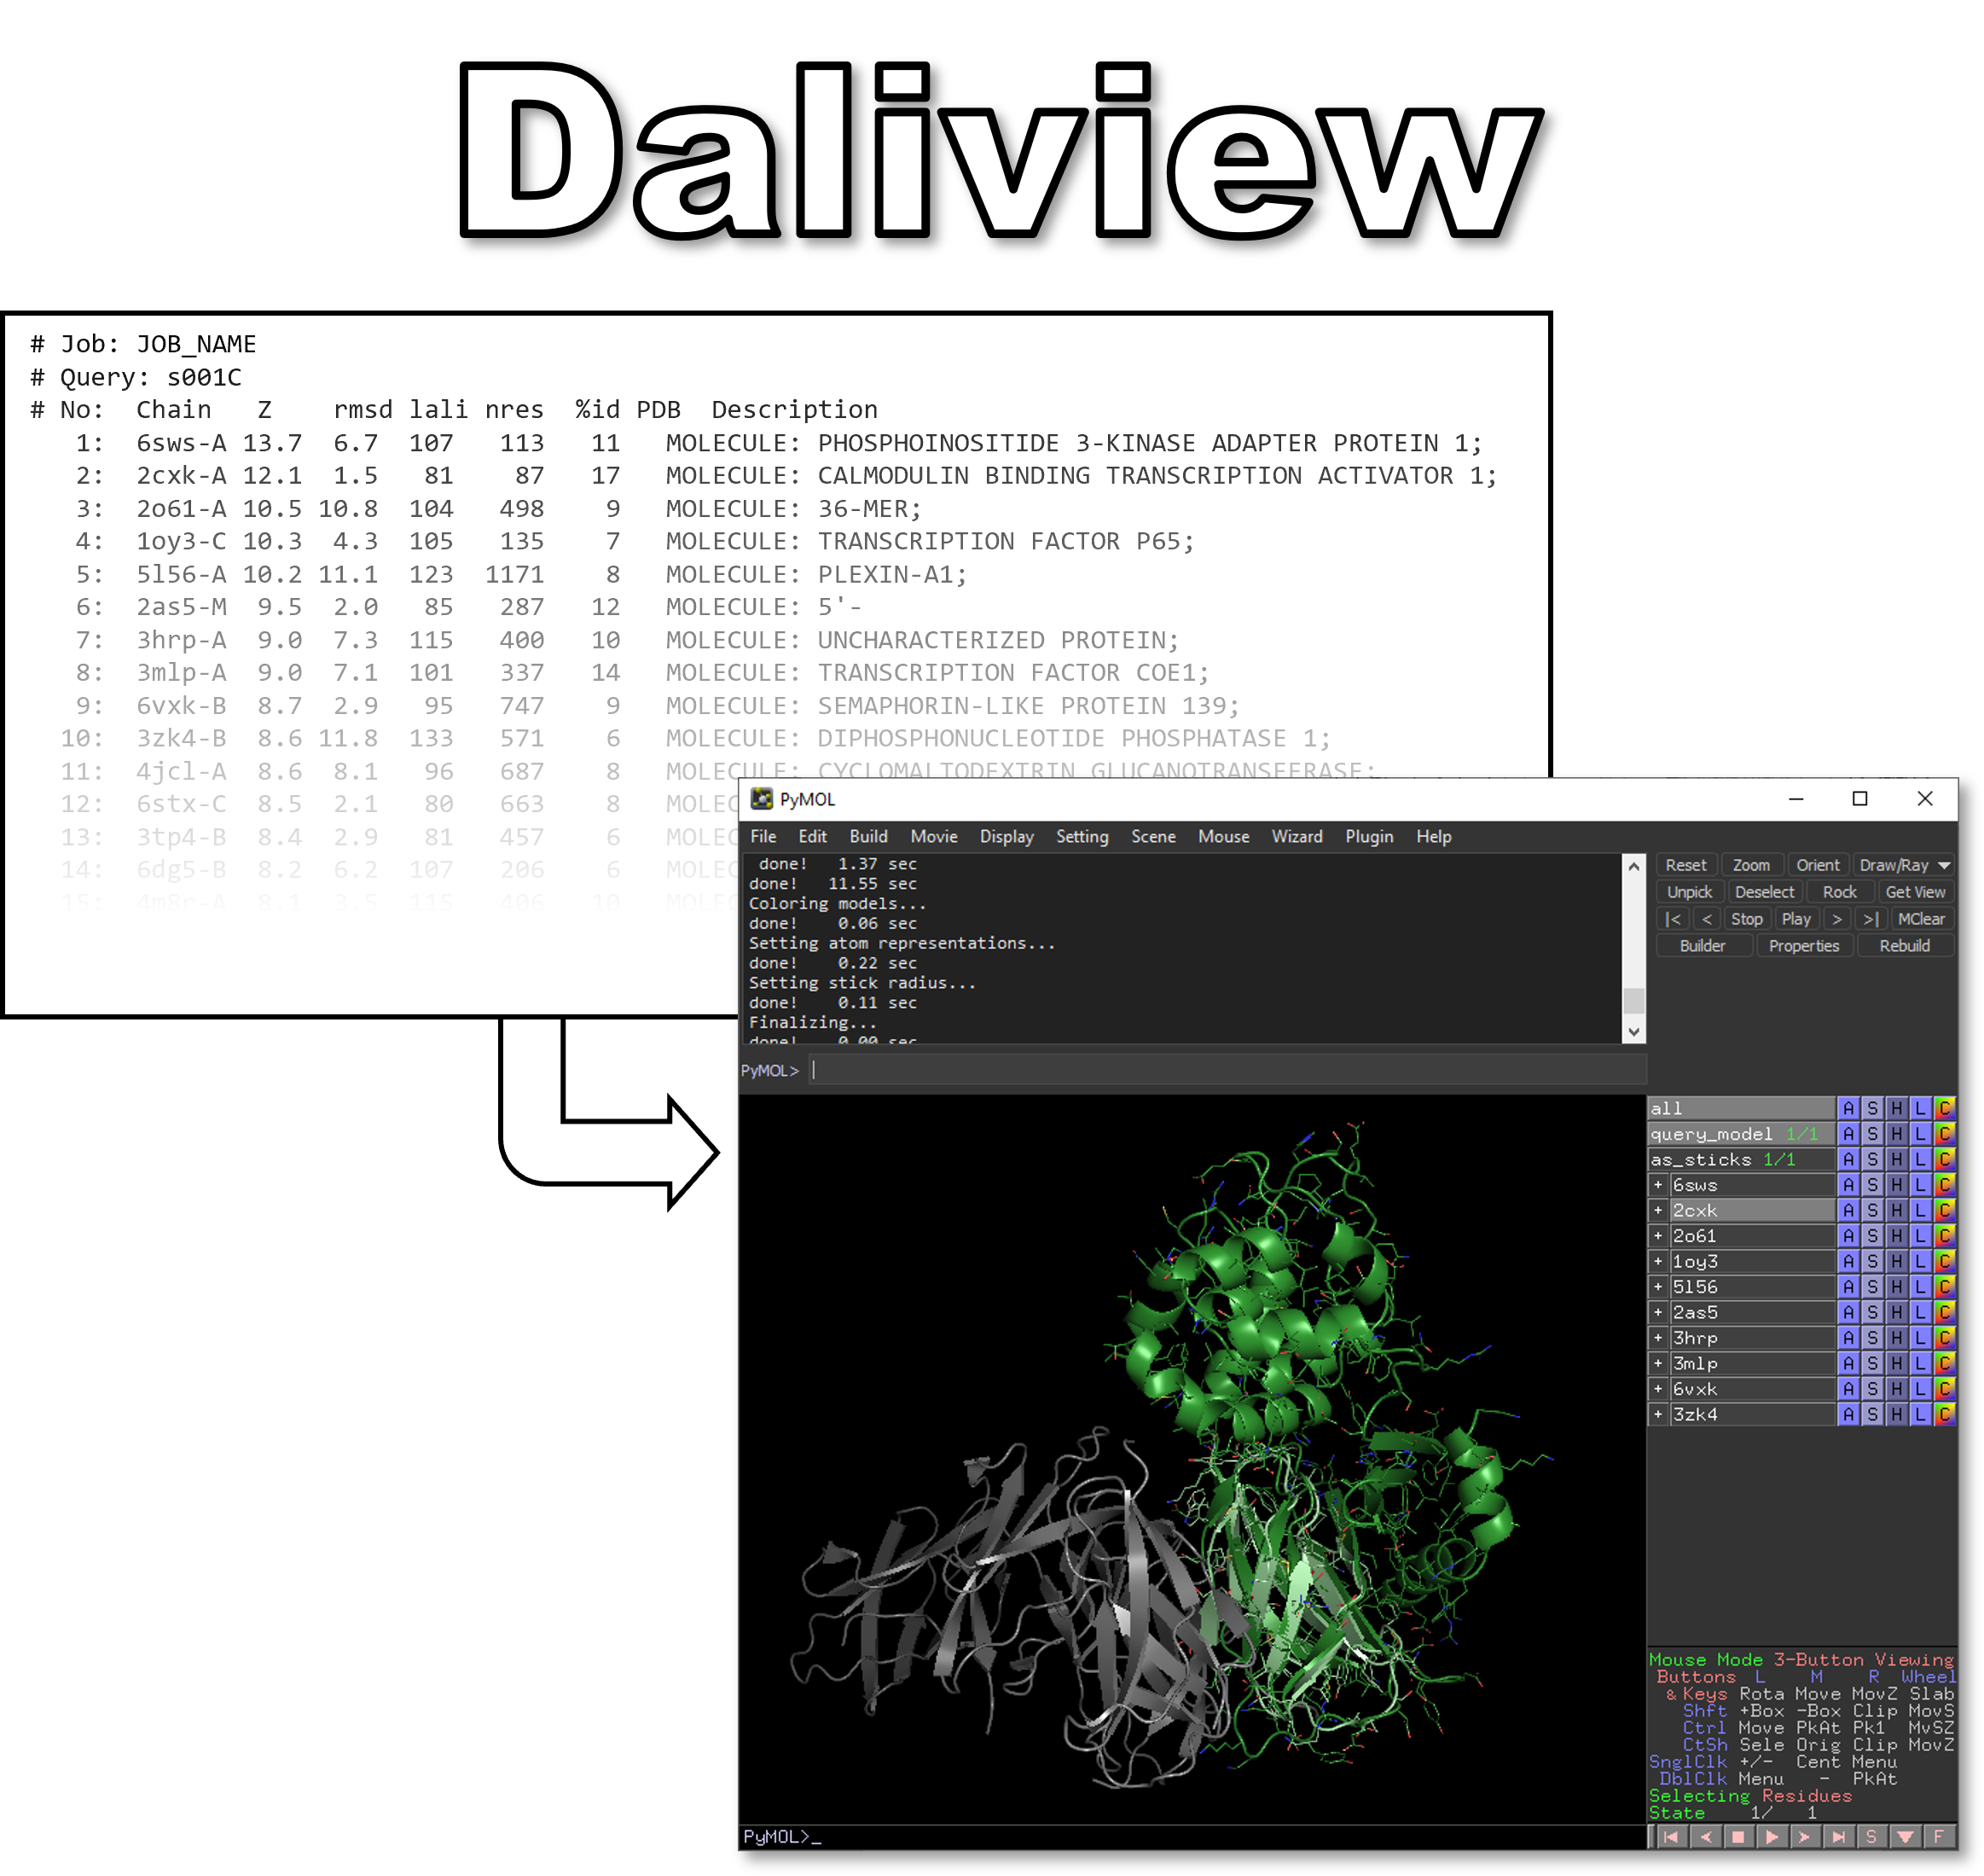 Daliview
# Job: JOB_NAME
# Query: s001C
# No: Chain Z rmsd lali nres %id PDB Description
1: 6sws-A 13.7 6.7 107 113 11 MOLECULE: PHOSPHOINOSITIDE 3-KINASE ADAPTER PROTEIN 1;
2: 2cxk-A 12.1 1.5 81 87 17 MOLECULE: CALMODULIN BINDING TRANSCRIPTION ACTIVATOR 1;
3: 2o61-A 10.5 10.8 104 498 9 MOLECULE: 36-MER;
4: 1oy3-C 10.3 4.3 105 135 7 MOLECULE: TRANSCRIPTION FACTOR P65;
5: 5l56-A 10.2 11.1 123 1171 8 MOLECULE: PLEXIN-A1;
6: 2as5-M 9.5 2.0 85 287 12 MOLECULE: 5'-
7: 3hrp-A 9.0 7.3 115 400 10 MOLECULE: UNCHARACTERIZED PROTEIN;
8: 3mlp-A 9.0 7.1 101 337 14 MOLECULE: TRANSCRIPTION FACTOR COE1;
9: 6vxk-B 8.7 2.9 95 747 9 MOLECULE: SEMAPHORIN-LIKE PROTEIN 139;
10: 3zk4-B 8.6 11.8 133 571 6 MOLECULE: DIPHOSPHONUCLEOTIDE PHOSPHATASE 1;
11: 4jcl-A 8.6 8.1 96 687 8 MOLECULE: CYCLOMALTODEXTRIN GLUCANOTRANSFERASE;
12: 6stx-C 8.5 2.1 80 663 8 MOLEC
13: 3tp4-B 8.4 2.9 81 457 6 MOLEC
14: 6dg5-B 8.2 6.2 107 206 6 MOLEC
15: 4m8r-A 8.1 3.5 115 406 10 MOLEC
PyMOL
File Edit Build Movie Display Setting Scene Mouse Wizard Plugin Help
done! 1.37 sec
done! 11.55 sec
Coloring models...
done! 0.06 sec
Setting atom representations...
done! 0.22 sec
Setting stick radius...
done! 0.11 sec
Finalizing...
done! 0.00 sec
Reset Zoom Orient Draw/Ray
Unpick Deselect Rock Get View
|< < Stop Play > >| MClear
Builder Properties Rebuild
PyMOL>
all A S H L C
query_model 1/1 A S H L C
as_sticks 1/1 A S H L C
+ 6sws A S H L C
+ 2cxk A S H L C
+ 2o61 A S H L C
+ 1oy3 A S H L C
+ 5l56 A S H L C
+ 2as5 A S H L C
+ 3hrp A S H L C
+ 3mlp A S H L C
+ 6vxk A S H L C
+ 3zk4 A S H L C
Mouse Mode 3-Button Viewing
Buttons L M R Wheel
& Keys Rota Move MovZ Slab
Shft +Box -Box Clip MovS
Ctrl Move PkAt Pk1 MvSZ
CtSh Sele Orig Clip MovZ
SnglClk +/- Cent Menu
DblClk Menu - PkAt
Selecting Residues
State 1/ 1
PyMOL>_
S F